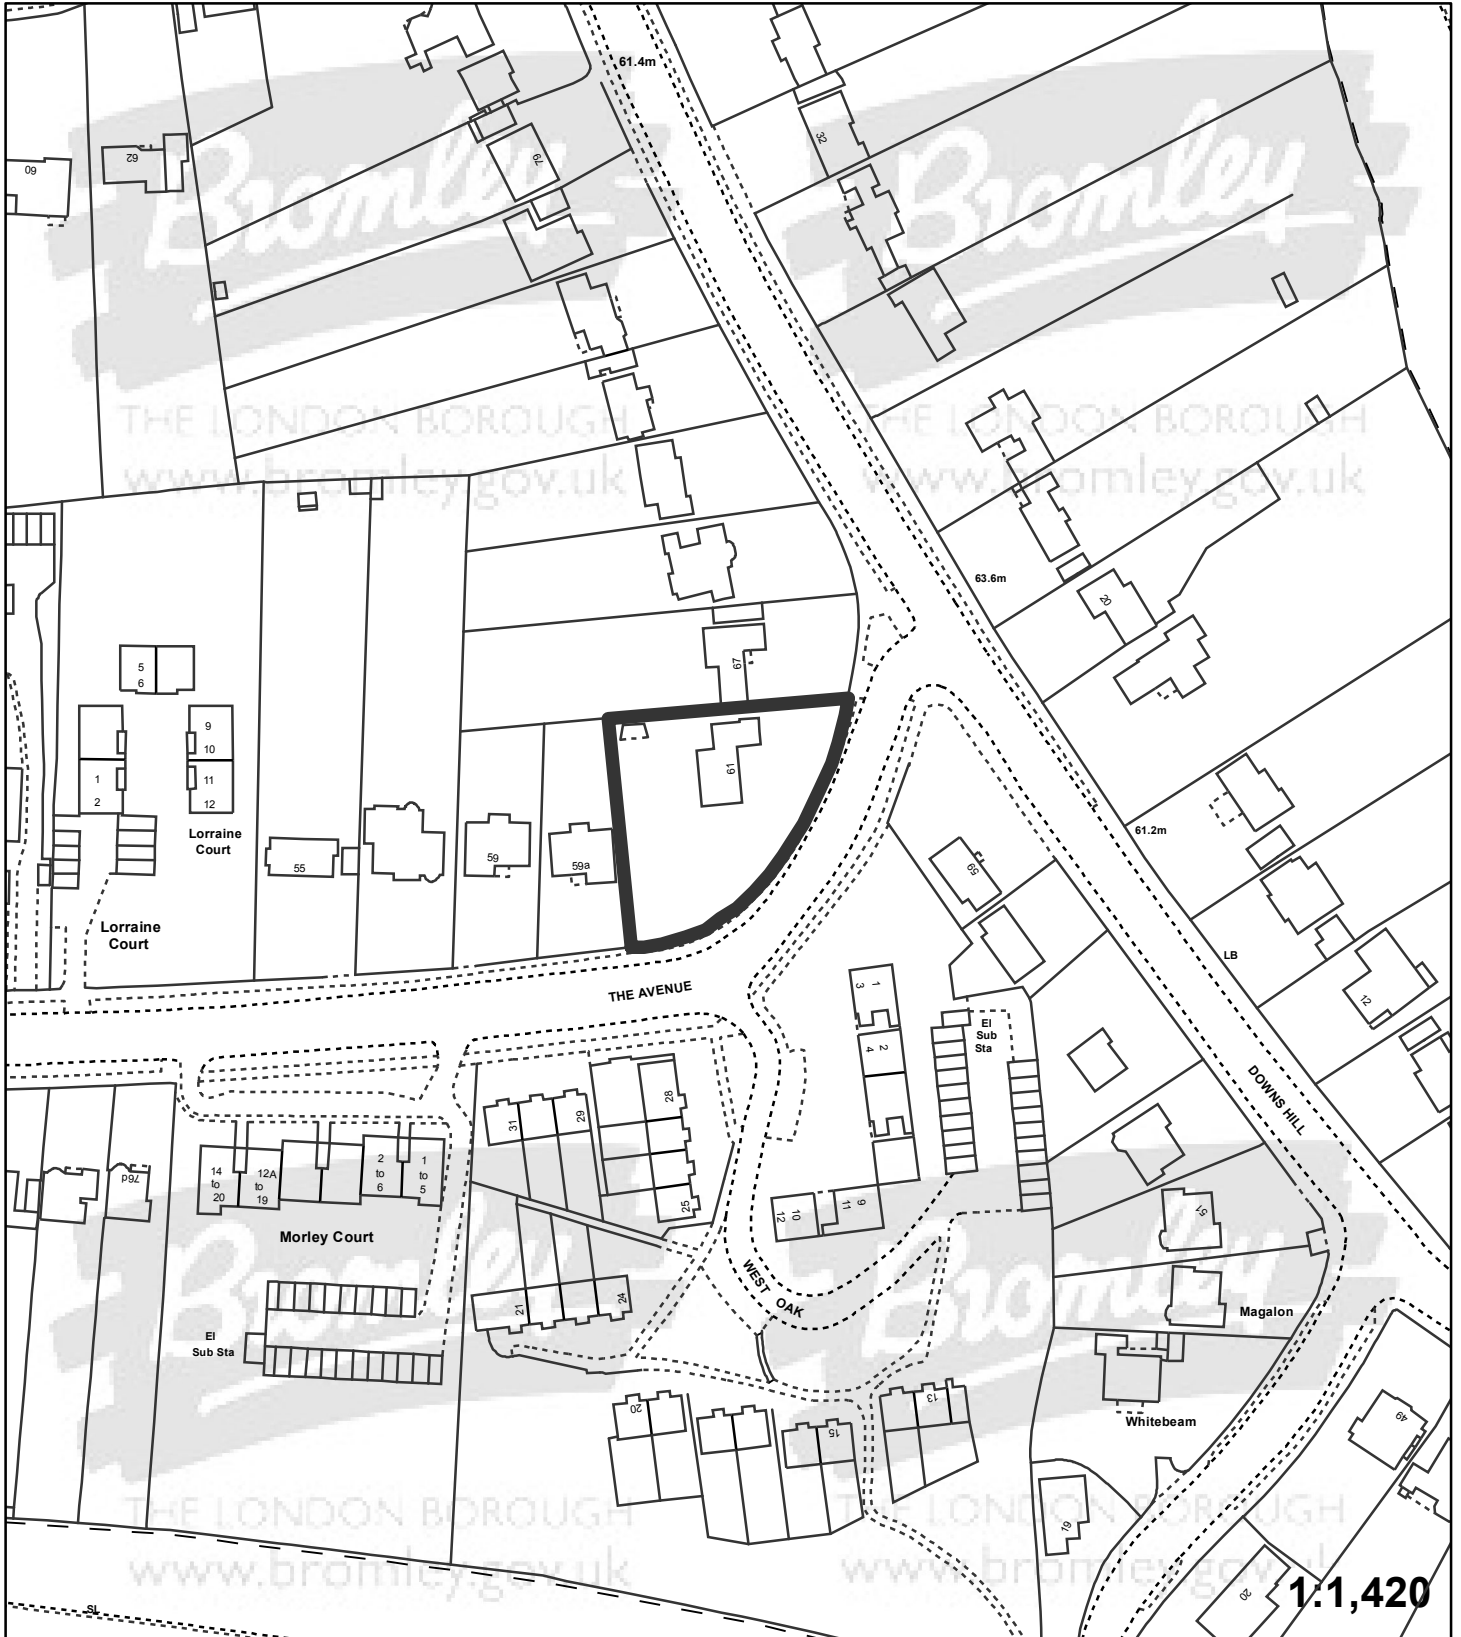 61.4m
32
62
60
79
Bromley
Bromley
THE LONDON BOROUGH
www.bromley.gov.uk
THE LONDON BOROUGH
www.bromley.gov.uk
63.6m
20
67
5
6
9
10
11
12
1
2
61
61.2m
Lorraine
Court
55
59
59a
59
Lorraine
Court
LB
12
THE AVENUE
1
3
El
Sub
Sta
2
4
DOWNS HILL
31
29
28
14
to
20
12A
to
19
2
to
6
1
to
5
76d
25
12
10
11
9
51
Morley Court
Bromley
Bromley
WEST OAK
21
24
Magalon
El
Sub Sta
Whitebeam
20
15
13
49
THE LONDON BOROUGH
www.bromley.gov.uk
THE LONDON BOROUGH
www.bromley.gov.uk
19
20
1:1,420
SL